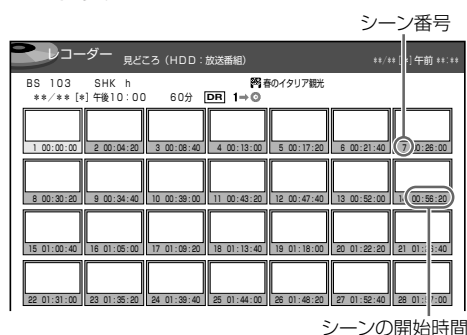 シーン番号
レコーダー 見どころ (HDD:放送番組) **/** [*] 午前 **:**
BS 103 SHK h 春のイタリア観光
**/** [*] 午後10:00 60分 DR 1➡
1 00:00:00 2 00:04:20 3 00:08:40 4 00:13:00 5 00:17:20 6 00:21:40 7 00:26:00
8 00:30:20 9 00:34:40 10 00:39:00 11 00:43:20 12 00:47:40 13 00:52:00 14 00:56:20
15 01:00:40 16 01:05:00 17 01:09:20 18 01:13:40 19 01:18:00 20 01:22:20 21
22 01:31:00 23 01:35:20 24 01:39:40 25 01:44:00 26 01:48:20 27 01:52:40 28
シーンの開始時間